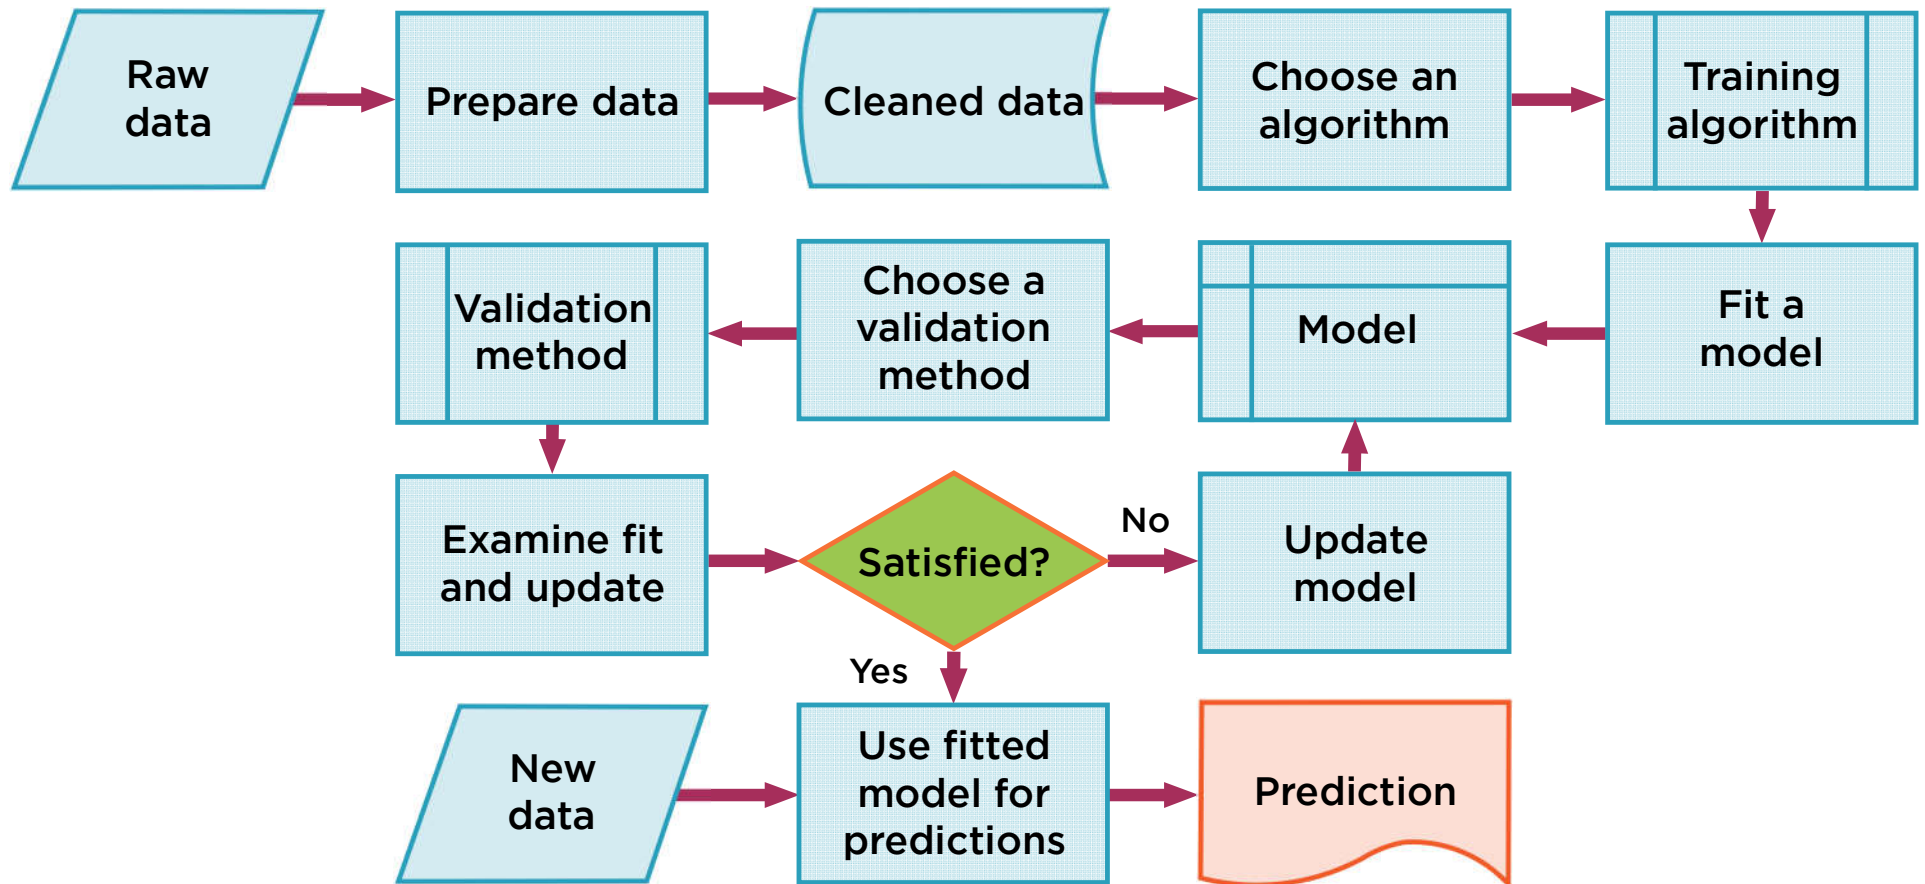 Raw
data
Prepare data
Cleaned data
Choose an
algorithm
Training
algorithm
Validation
method
Choose a
validation
method
Model
Fit a
model
Examine fit
and update
Satisfied?
No
Update
model
Yes
New
data
Use fitted
model for
predictions
Prediction